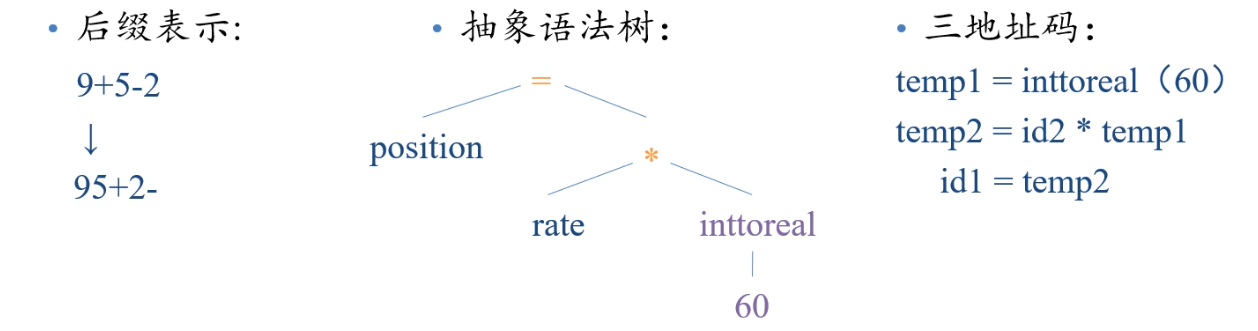 • 后缀表示:
9+5-2
↓
95+2-
• 抽象语法树：
=
position
*
rate
inttoreal
60
• 三地址码：
temp1 = inttoreal（60）
temp2 = id2 * temp1
id1 = temp2